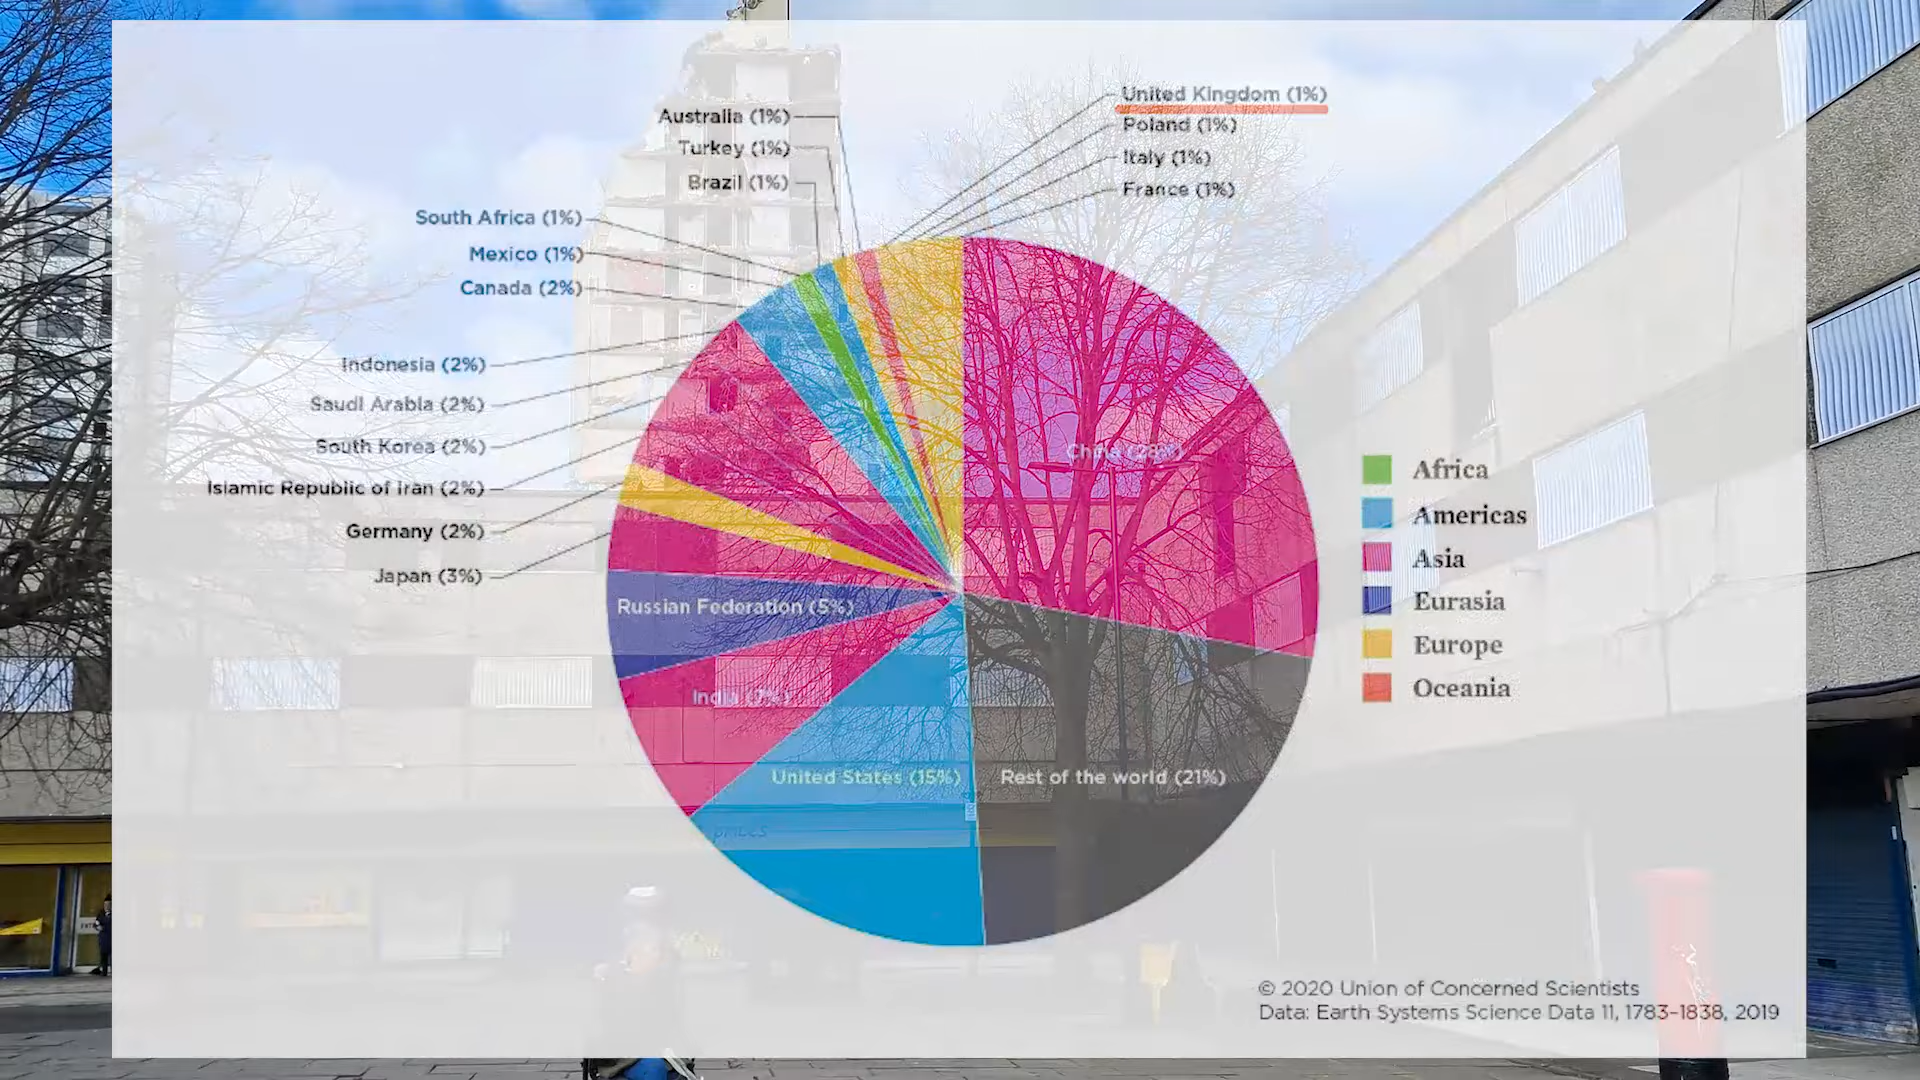 United Kingdom (1%)
Poland (1%)
Italy (1%)
France (1%)
Australia (1%)
Turkey (1%)
Brazil (1%)
South Africa (1%)
Mexico (1%)
Canada (2%)
Indonesia (2%)
Saudi Arabia (2%)
South Korea (2%)
Islamic Republic of Iran (2%)
Germany (2%)
Japan (3%)
Russian Federation (5%)
India (7%)
United States (15%)
Rest of the world (21%)
China (28%)
Africa
Americas
Asia
Eurasia
Europe
Oceania
© 2020 Union of Concerned Scientists
Data: Earth Systems Science Data 11, 1783–1838, 2019